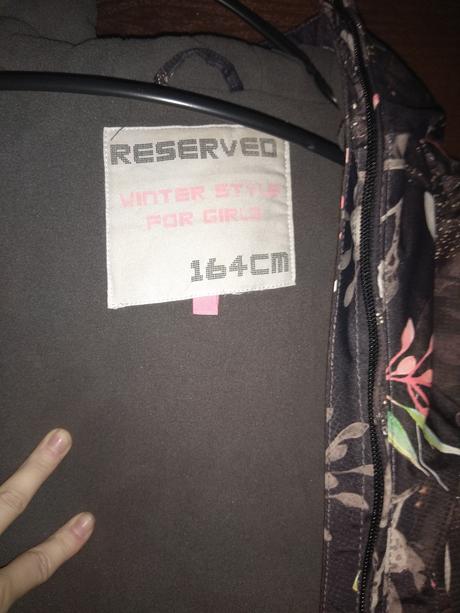 RESERVED
WINTER STYLE
FOR GIRLS
164CM